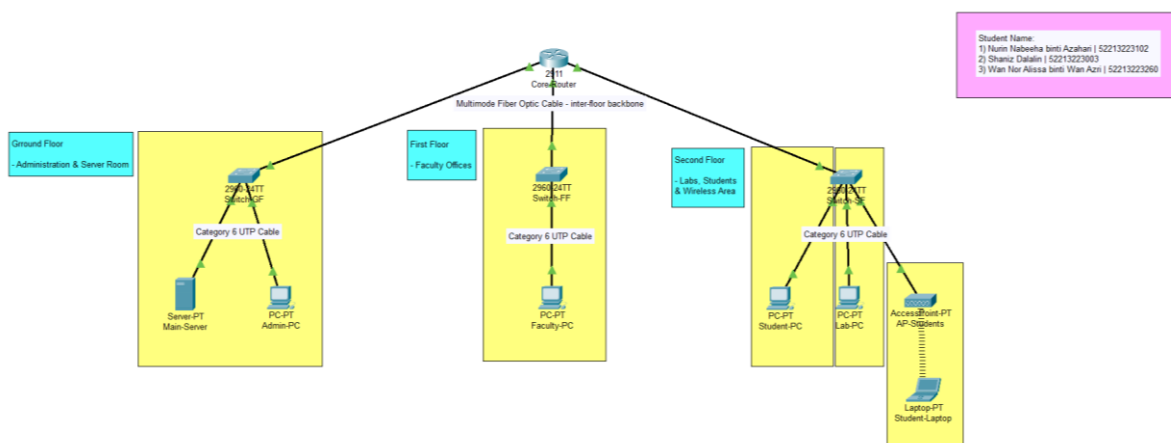 Student Name:
1) Nurin Nabeeha binti Azahari | 52213223102
2) Shaniz Dalalin | 52213223003
3) Wan Nor Alissa binti Wan Azri | 52213223260
2911
Core-Router
Multimode Fiber Optic Cable - inter-floor backbone
Grround Floor
- Administration & Server Room
2960-24TT
Switch-GF
Category 6 UTP Cable
Server-PT
Main-Server
PC-PT
Admin-PC
First Floor
- Faculty Offices
2960-24TT
Switch-FF
Category 6 UTP Cable
PC-PT
Faculty-PC
Second Floor
- Labs, Students
& Wireless Area
2960-24TT
Switch-SF
Category 6 UTP Cable
PC-PT
Student-PC
PC-PT
Lab-PC
AccessPoint-PT
AP-Students
Laptop-PT
Student-Laptop